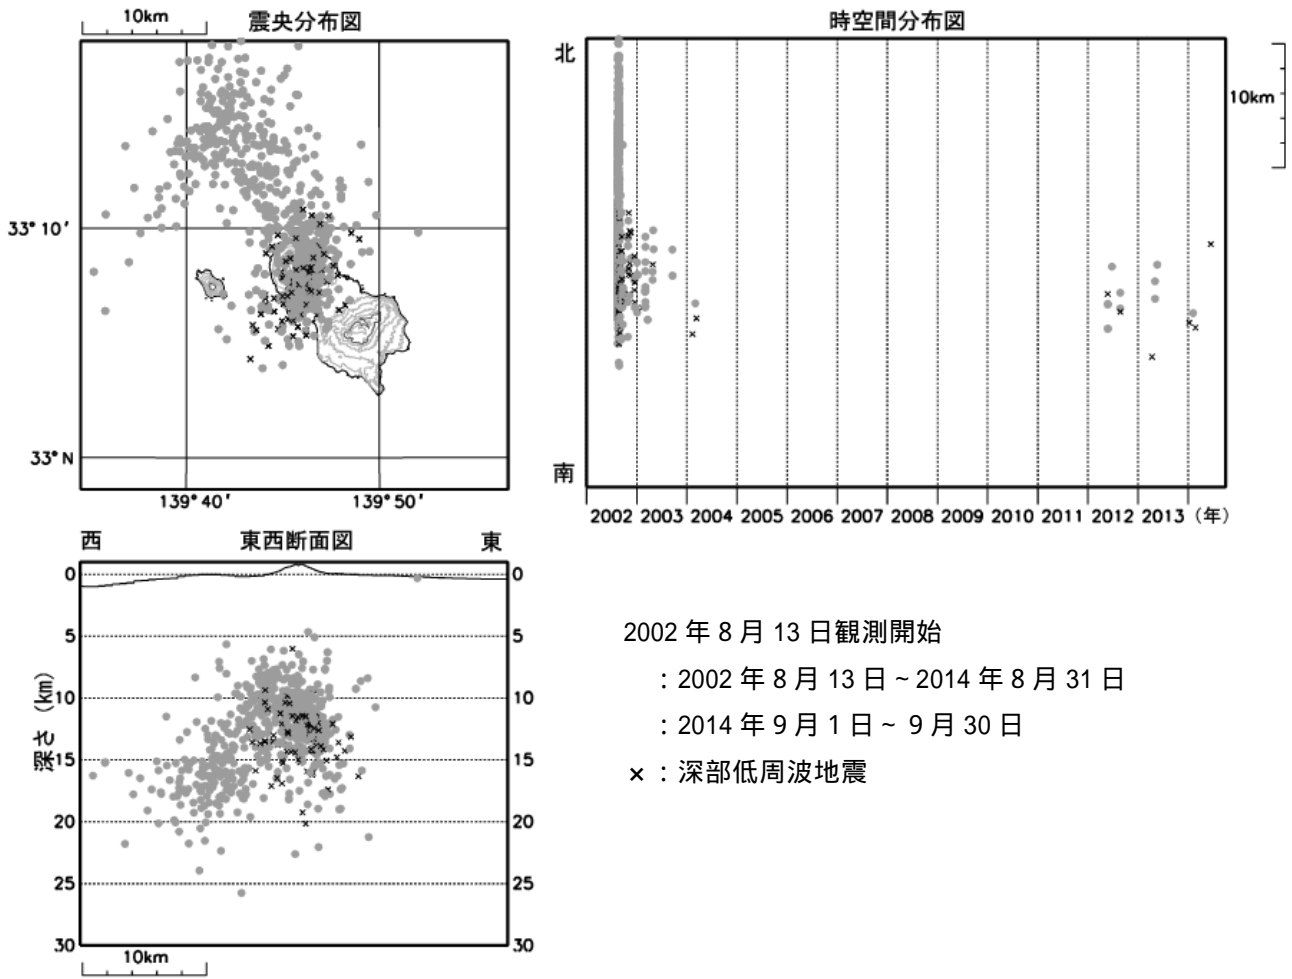 10km
震央分布図
33° 10′
33° N
139° 40′
139° 50′
時空間分布図
北
10km
南
2002 2003 2004 2005 2006 2007 2008 2009 2010 2011 2012 2013 (年)
西
東西断面図
東
0
0
5
5
10
10
15
15
20
20
25
25
30
30
深さ (km)
10km
2002 年 8 月 13 日観測開始
：2002 年 8 月 13 日 ~ 2014 年 8 月 31 日
：2014 年 9 月 1 日 ~ 9 月 30 日
×：深部低周波地震